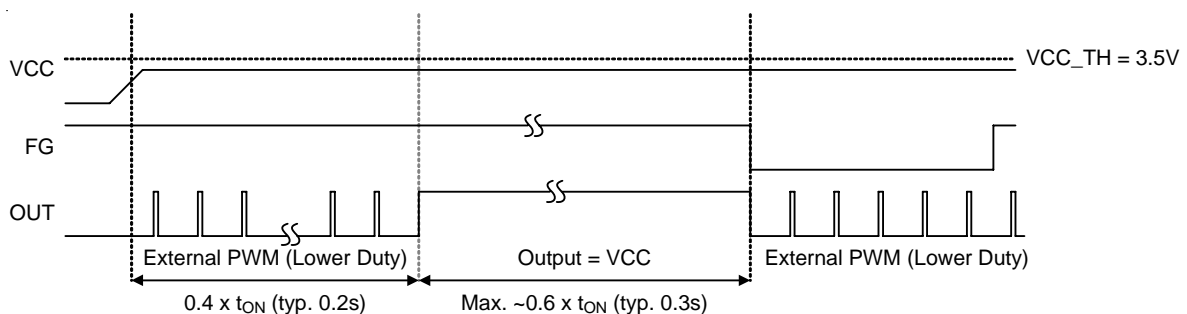 VCC
VCC_TH = 3.5V
FG
OUT
External PWM (Lower Duty)
Output = VCC
External PWM (Lower Duty)
0.4 x tON (typ. 0.2s)
Max. ~0.6 x tON (typ. 0.3s)